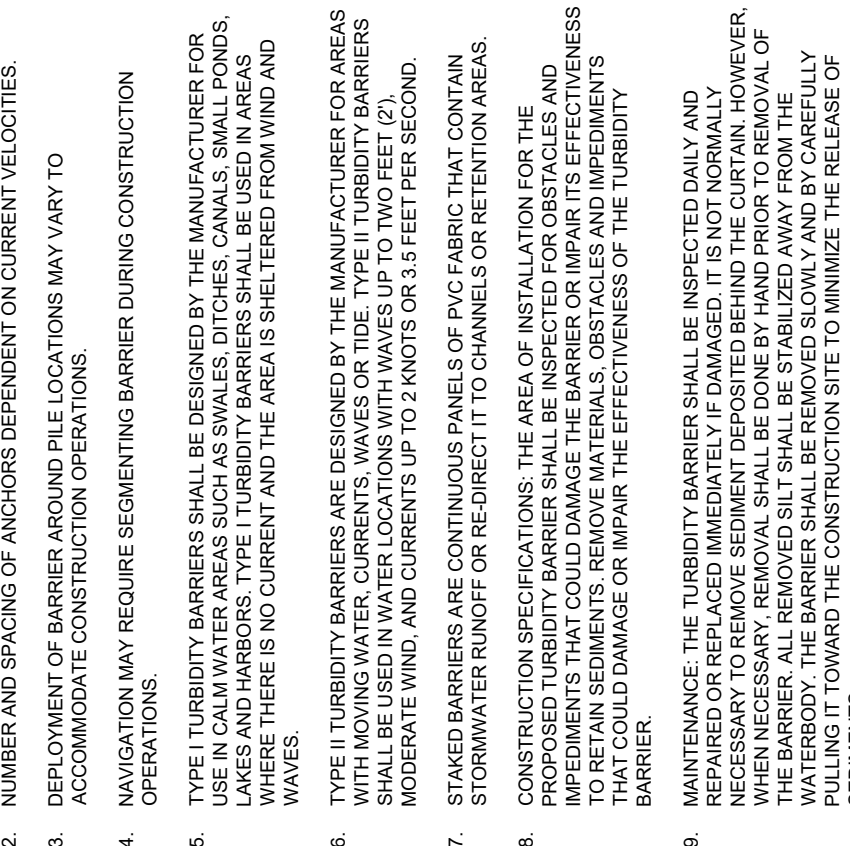 2. NUMBER AND SPACING OF ANCHORS DEPENDENT ON CURRENT VELOCITIES.
3. DEPLOYMENT OF BARRIER AROUND PILE LOCATIONS MAY VARY TO
ACCOMMODATE CONSTRUCTION OPERATIONS.
4. NAVIGATION MAY REQUIRE SEGMENTING BARRIER DURING CONSTRUCTION
OPERATIONS.
5. TYPE I TURBIDITY BARRIERS SHALL BE DESIGNED BY THE MANUFACTURER FOR
USE IN CALM WATER AREAS SUCH AS SWALES, DITCHES, CANALS, SMALL PONDS,
LAKES AND HARBORS. TYPE I TURBIDITY BARRIERS SHALL BE USED IN AREAS
WHERE THERE IS NO CURRENT AND THE AREA IS SHELTERED FROM WIND AND
WAVES.
6. TYPE II TURBIDITY BARRIERS ARE DESIGNED BY THE MANUFACTURER FOR AREAS
WITH MOVING WATER, CURRENTS, WAVES OR TIDE. TYPE II TURBIDITY BARRIERS
SHALL BE USED IN WATER LOCATIONS WITH WAVES UP TO TWO FEET (2'),
MODERATE WIND, AND CURRENTS UP TO 2 KNOTS OR 3.5 FEET PER SECOND.
7. STAKED BARRIERS ARE CONTINUOUS PANELS OF PVC FABRIC THAT CONTAIN
STORMWATER RUNOFF OR RE-DIRECT IT TO CHANNELS OR RETENTION AREAS.
8. CONSTRUCTION SPECIFICATIONS: THE AREA OF INSTALLATION FOR THE
PROPOSED TURBIDITY BARRIER SHALL BE INSPECTED FOR OBSTACLES AND
IMPEDIMENTS THAT COULD DAMAGE THE BARRIER OR IMPAIR ITS EFFECTIVENESS
TO RETAIN SEDIMENTS. REMOVE MATERIALS, OBSTACLES AND IMPEDIMENTS
THAT COULD DAMAGE OR IMPAIR THE EFFECTIVENESS OF THE TURBIDITY
BARRIER.
9. MAINTENANCE: THE TURBIDITY BARRIER SHALL BE INSPECTED DAILY AND
REPAIRED OR REPLACED IMMEDIATELY IF DAMAGED. IT IS NOT NORMALLY
NECESSARY TO REMOVE SEDIMENT DEPOSITED BEHIND THE CURTAIN. HOWEVER,
WHEN NECESSARY, REMOVAL SHALL BE DONE BY HAND PRIOR TO REMOVAL OF
THE BARRIER. ALL REMOVED SILT SHALL BE STABILIZED AWAY FROM THE
WATERBODY. THE BARRIER SHALL BE REMOVED SLOWLY AND BY CAREFULLY
PULLING IT TOWARD THE CONSTRUCTION SITE TO MINIMIZE THE RELEASE OF